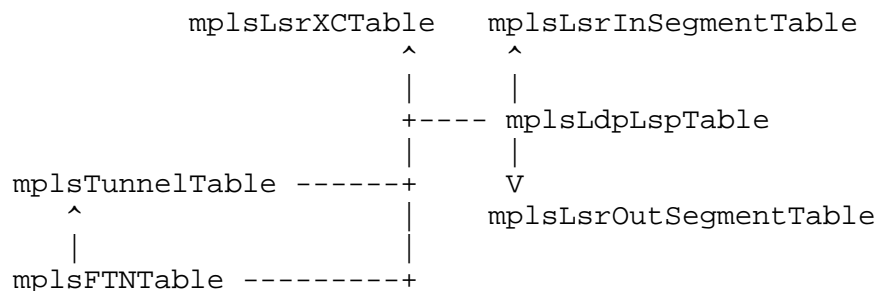 mplsLsrXCTable   mplsLsrInSegmentTable
^      ^
|      |
+---- mplsLdpLspTable
|      |
mplsTunnelTable ------+      V
^                    |    mplsLsrOutSegmentTable
|                    |
mplsFTNTable ---------+